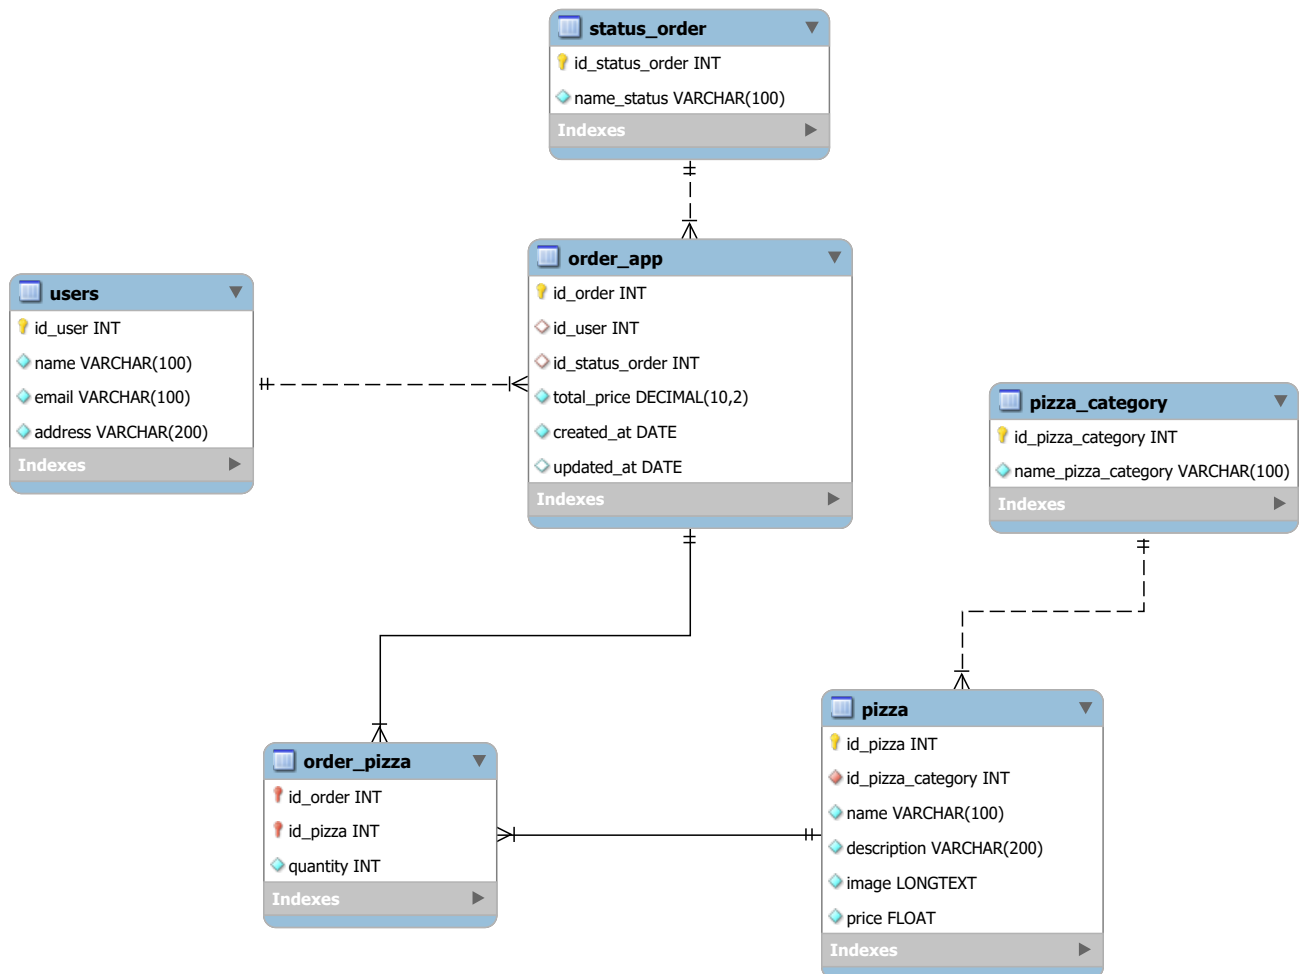 status_order
id_status_order INT
name_status VARCHAR(100)
Indexes
order_app
id_order INT
id_user INT
id_status_order INT
total_price DECIMAL(10,2)
created_at DATE
updated_at DATE
Indexes
users
id_user INT
name VARCHAR(100)
email VARCHAR(100)
address VARCHAR(200)
Indexes
pizza_category
id_pizza_category INT
name_pizza_category VARCHAR(100)
Indexes
pizza
id_pizza INT
id_pizza_category INT
name VARCHAR(100)
description VARCHAR(200)
image LONGTEXT
price FLOAT
Indexes
order_pizza
id_order INT
id_pizza INT
quantity INT
Indexes